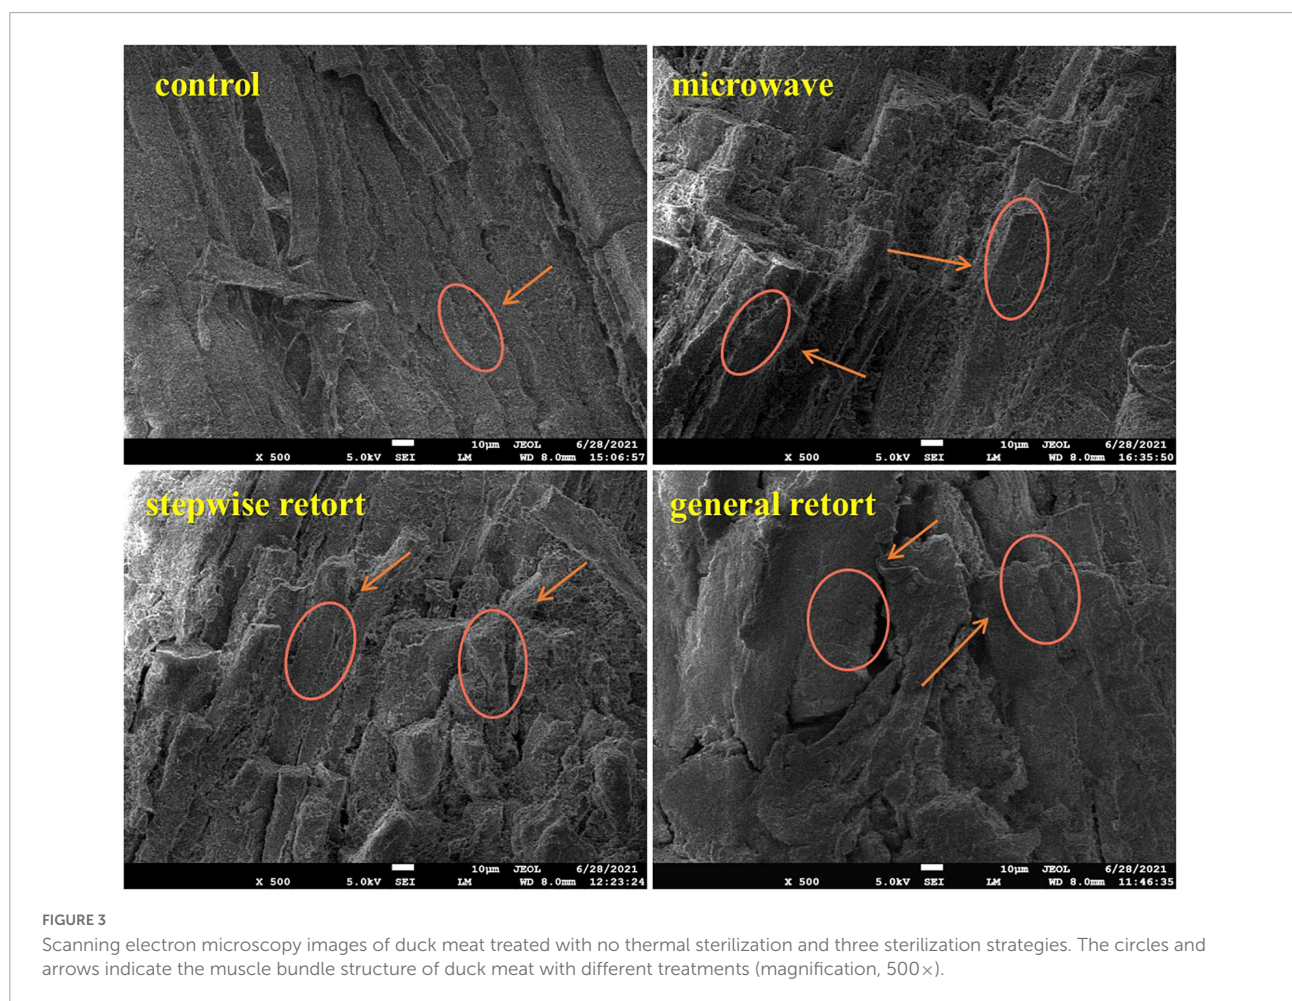 control
microwave
10µm JEOL 6/28/2021
X 500 5.0kV SEI LM WD 8.0mm 15:06:57
10µm JEOL 6/28/2021
X 500 5.0kV SEI LM WD 8.0mm 16:35:50
stepwise retort
general retort
10µm JEOL 6/28/2021
X 500 5.0kV SEI LM WD 8.0mm 12:23:24
10µm JEOL 6/28/2021
X 500 5.0kV SEI LM WD 8.0mm 11:46:35
FIGURE 3
Scanning electron microscopy images of duck meat treated with no thermal sterilization and three sterilization strategies. The circles and
arrows indicate the muscle bundle structure of duck meat with different treatments (magnification, 500×).